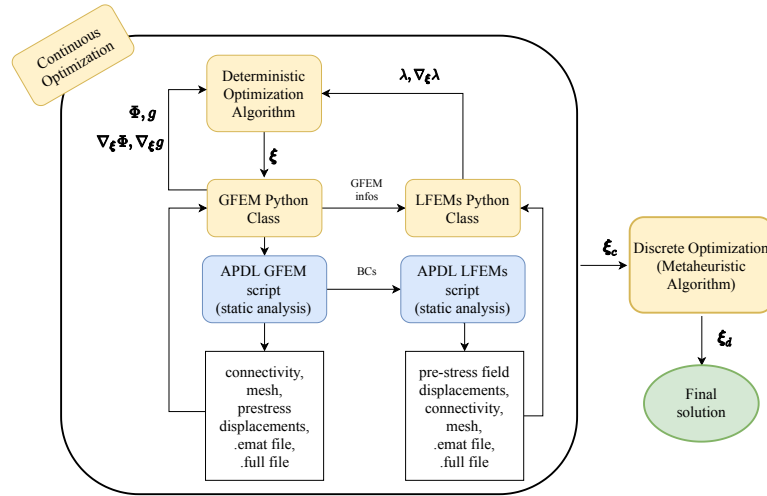 Continuous
Optimization
Deterministic
Optimization
Algorithm
λ, ∇ξλ
Φ, g
∇ξΦ, ∇ξg
ξ
GFEM Python
Class
GFEM
infos
LFEMs Python
Class
APDL GFEM
script
(static analysis)
BCs
APDL LFEMs
script
(static analysis)
connectivity,
mesh,
prestress
displacements,
.emat file,
.full file
pre-stress field
displacements,
connectivity,
mesh,
.emat file,
.full file
ξc
Discrete Optimization
(Metaheuristic
Algorithm)
ξd
Final
solution